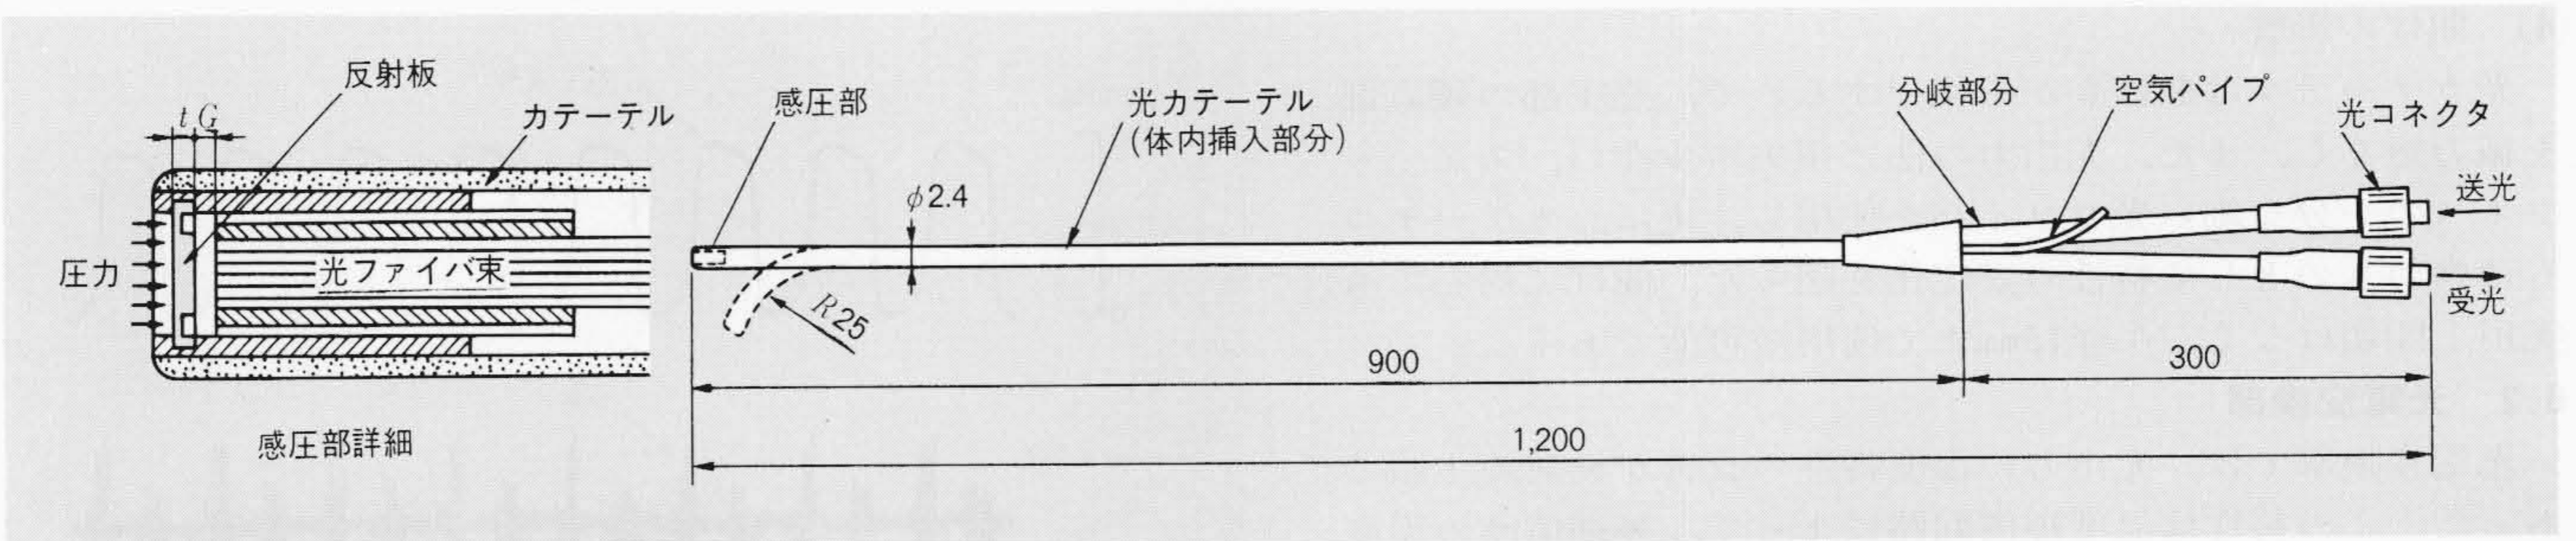 反射板
t G
カテーテル
圧力
光ファイバ束
感圧部詳細
感圧部
光カテーテル
(体内挿入部分)
φ2.4
R25
分岐部分
空気パイプ
光コネクタ
送光
受光
900
300
1,200